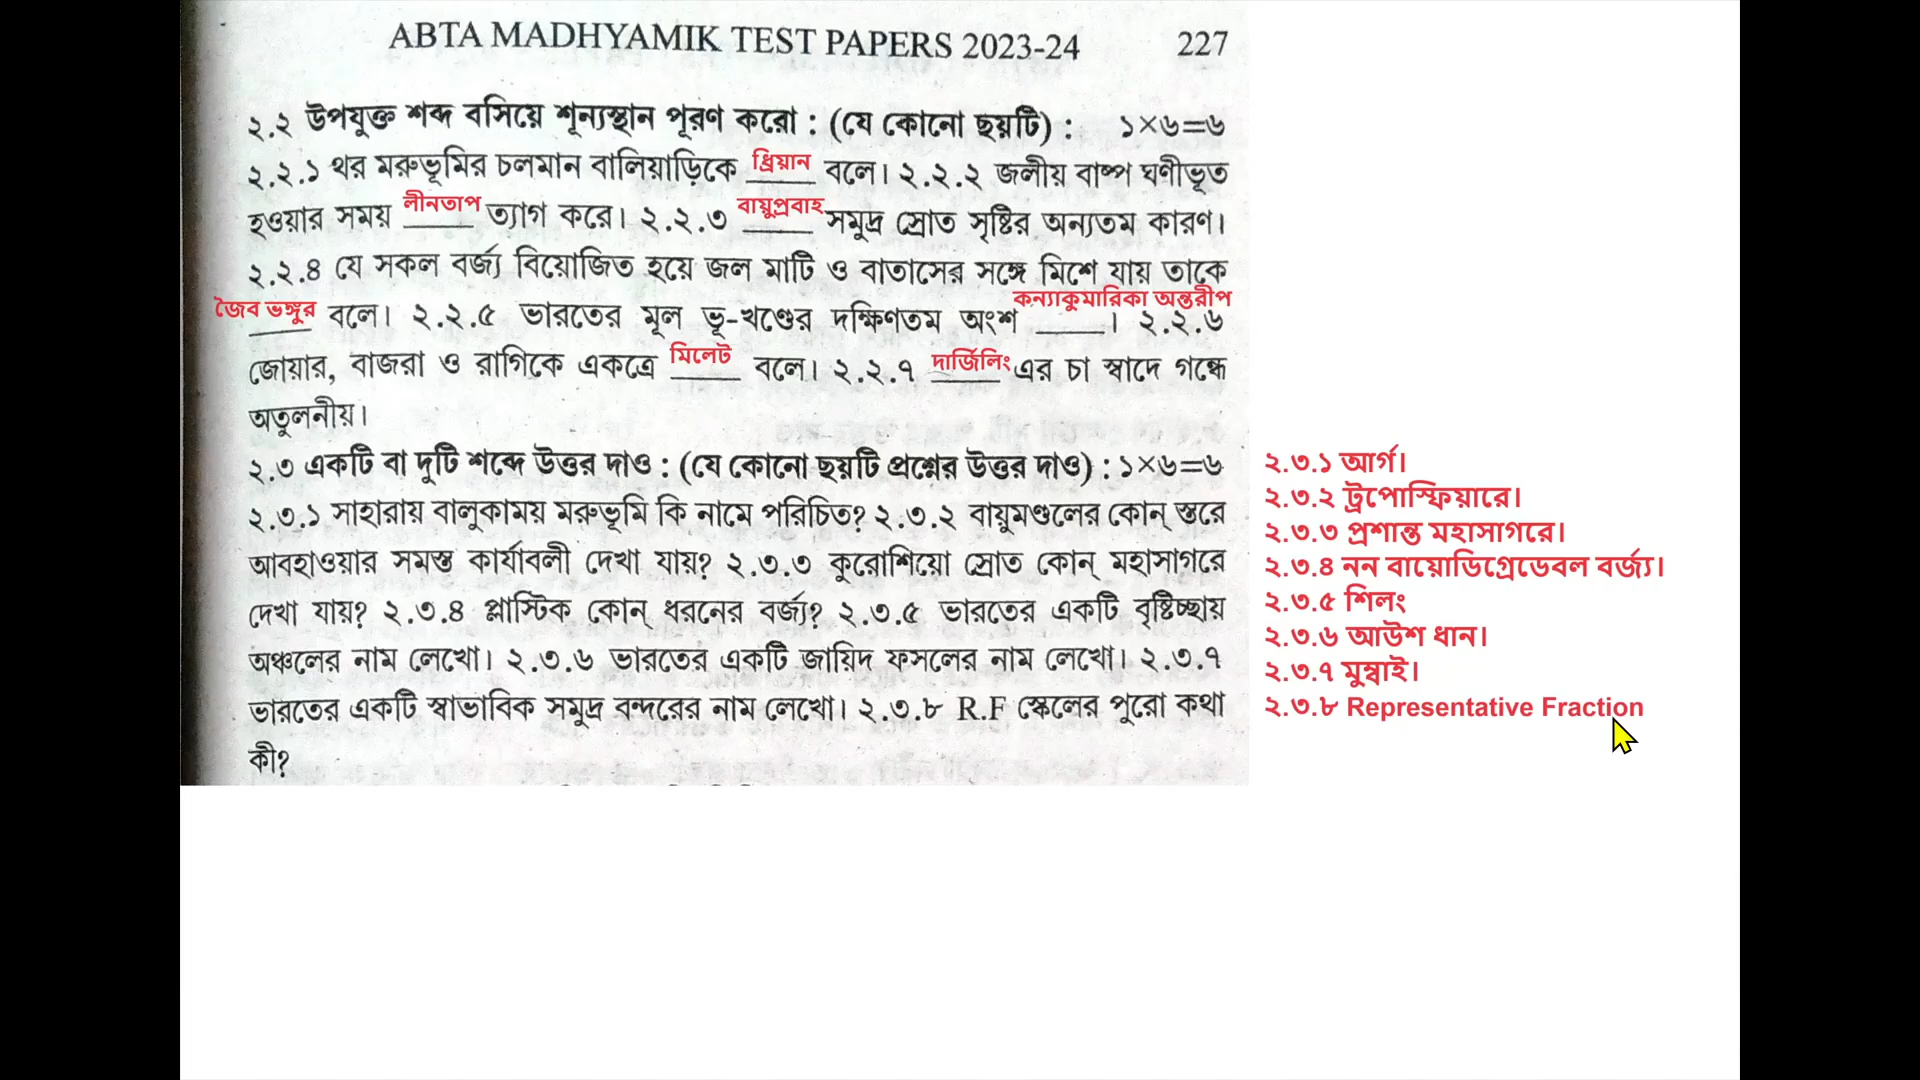 ABTA MADHYAMIK TEST PAPERS 2023-24 227
২.২ উপযুক্ত শব্দ বসিয়ে শূন্যস্থান পূরণ করো : (যে কোনো ছয়টি) : ১×৬=৬
২.২.১ থর মরুভূমির চলমান বালিয়াড়িকে ধ্রিয়ান বলে। ২.২.২ জলীয় বাষ্প ঘণীভূত
হওয়ার সময় লীনতাপ ত্যাগ করে। ২.২.৩ বায়ুপ্রবাহ সমুদ্র স্রোত সৃষ্টির অন্যতম কারণ।
২.২.৪ যে সকল বর্জ্য বিয়োজিত হয়ে জল মাটি ও বাতাসের সঙ্গে মিশে যায় তাকে
জৈব ভঙ্গুর বলে। ২.২.৫ ভারতের মূল ভূ-খণ্ডের দক্ষিণতম অংশ কন্যাকুমারিকা অন্তরীপ । ২.২.৬
জোয়ার, বাজরা ও রাগিকে একত্রে মিলেট বলে। ২.২.৭ দার্জিলিং এর চা স্বাদে গন্ধে
অতুলনীয়।
২.৩ একটি বা দুটি শব্দে উত্তর দাও : (যে কোনো ছয়টি প্রশ্নের উত্তর দাও) : ১×৬=৬
২.৩.১ সাহারায় বালুকাময় মরুভূমি কি নামে পরিচিত? ২.৩.২ বায়ুমণ্ডলের কোন্ স্তরে
আবহাওয়ার সমস্ত কার্যাবলী দেখা যায়? ২.৩.৩ কুরোশিয়ো স্রোত কোন্ মহাসাগরে
দেখা যায়? ২.৩.৪ প্লাস্টিক কোন্ ধরনের বর্জ্য? ২.৩.৫ ভারতের একটি বৃষ্টিচ্ছায়
অঞ্চলের নাম লেখো। ২.৩.৬ ভারতের একটি জায়িদ ফসলের নাম লেখো। ২.৩.৭
ভারতের একটি স্বাভাবিক সমুদ্র বন্দরের নাম লেখো। ২.৩.৮ R.F স্কেলের পুরো কথা
কী?
২.৩.১ আর্গ।
২.৩.২ ট্রপোস্ফিয়ারে।
২.৩.৩ প্রশান্ত মহাসাগরে।
২.৩.৪ নন বায়োডিগ্রেডেবল বর্জ্য।
২.৩.৫ শিলং
২.৩.৬ আউশ ধান।
২.৩.৭ মুম্বাই।
২.৩.৮ Representative Fraction